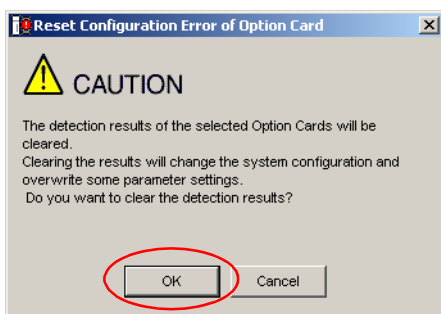 Reset Configuration Error of Option Card
CAUTION
The detection results of the selected Option Cards will be
cleared.
Clearing the results will change the system configuration and
overwrite some parameter settings.
Do you want to clear the detection results?
OK Cancel